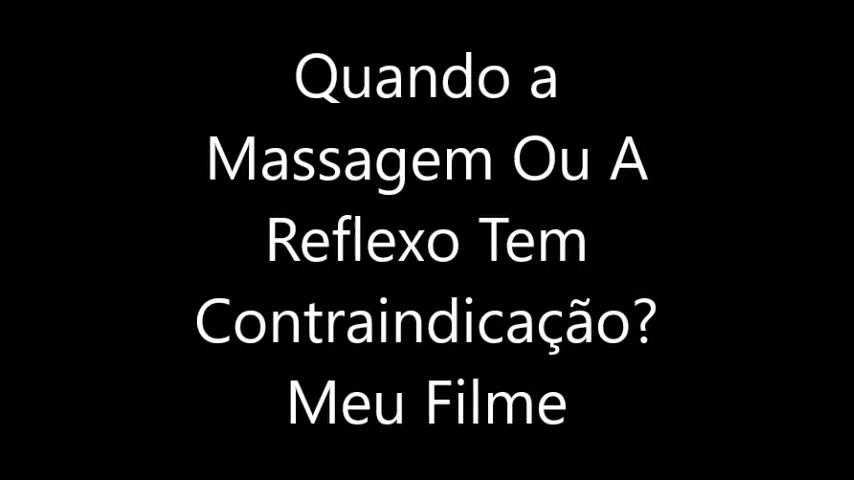 Quando a
Massagem Ou A
Reflexo Tem
Contraindicação?
Meu Filme